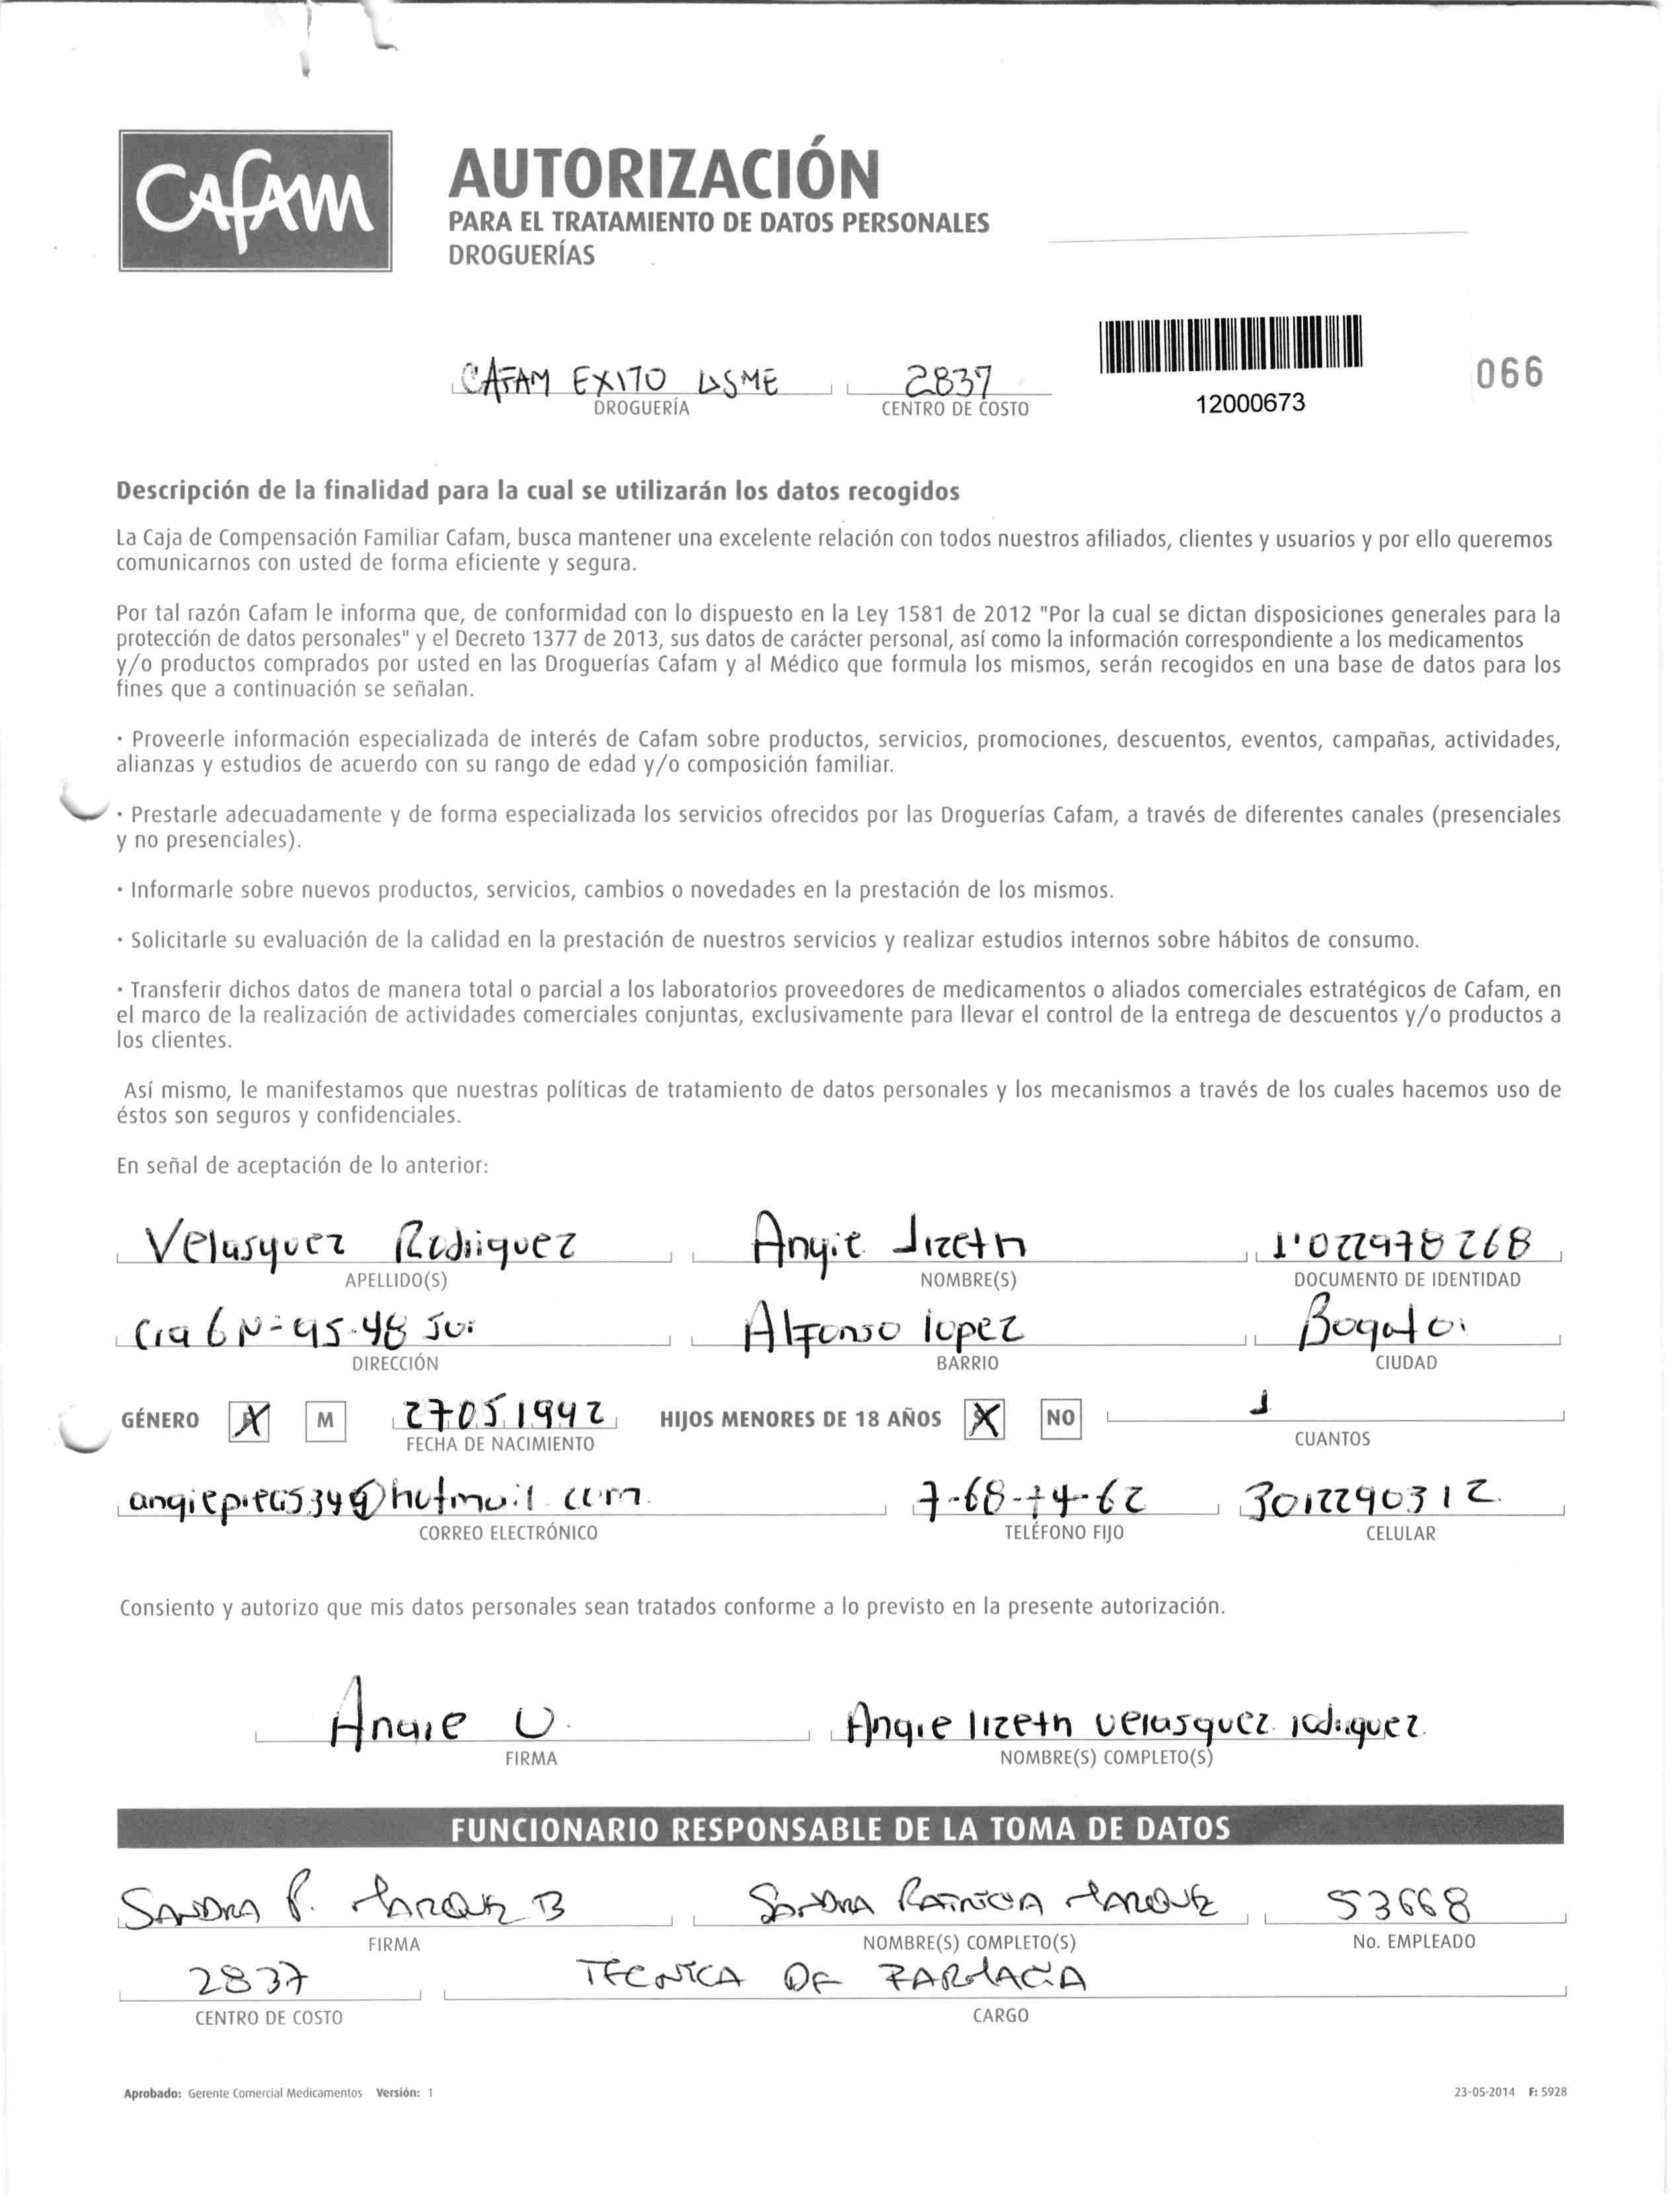 Cafam
AUTORIZACIÓN
PARA EL TRATAMIENTO DE DATOS PERSONALES
DROGUERÍAS
CAFAM EXITO USME 2837
DROGUERÍA CENTRO DE COSTO
12000673
066
Descripción de la finalidad para la cual se utilizarán los datos recogidos
La Caja de Compensación Familiar Cafam, busca mantener una excelente relación con todos nuestros afiliados, clientes y usuarios y por ello queremos
comunicarnos con usted de forma eficiente y segura.
Por tal razón Cafam le informa que, de conformidad con lo dispuesto en la Ley 1581 de 2012 "Por la cual se dictan disposiciones generales para la
protección de datos personales" y el Decreto 1377 de 2013, sus datos de carácter personal, así como la información correspondiente a los medicamentos
y/o productos comprados por usted en las Droguerías Cafam y al Médico que formula los mismos, serán recogidos en una base de datos para los
fines que a continuación se señalan.
· Proveerle información especializada de interés de Cafam sobre productos, servicios, promociones, descuentos, eventos, campañas, actividades,
alianzas y estudios de acuerdo con su rango de edad y/o composición familiar.
· Prestarle adecuadamente y de forma especializada los servicios ofrecidos por las Droguerías Cafam, a través de diferentes canales (presenciales
y no presenciales).
· Informarle sobre nuevos productos, servicios, cambios o novedades en la prestación de los mismos.
· Solicitarle su evaluación de la calidad en la prestación de nuestros servicios y realizar estudios internos sobre hábitos de consumo.
· Transferir dichos datos de manera total o parcial a los laboratorios proveedores de medicamentos o aliados comerciales estratégicos de Cafam, en
el marco de la realización de actividades comerciales conjuntas, exclusivamente para llevar el control de la entrega de descuentos y/o productos a
los clientes.
Así mismo, le manifestamos que nuestras políticas de tratamiento de datos personales y los mecanismos a través de los cuales hacemos uso de
éstos son seguros y confidenciales.
En señal de aceptación de lo anterior:
Velasquez Rodriguez Angie Lizeth 1'022978268
APELLIDO(S) NOMBRE(S) DOCUMENTO DE IDENTIDAD
Cra 6 N-95-48 Sur Alfonso lopez Bogota
DIRECCIÓN BARRIO CIUDAD
GÉNERO X M 27051992 HIJOS MENORES DE 18 AÑOS X NO 1
FECHA DE NACIMIENTO CUANTOS
7-68-74-62 3012290312
CORREO ELECTRÓNICO TELÉFONO FIJO CELULAR
Consiento y autorizo que mis datos personales sean tratados conforme a lo previsto en la presente autorización.
Angie V. Angie lizeth velasquez rodriguez
FIRMA NOMBRE(S) COMPLETO(S)
FUNCIONARIO RESPONSABLE DE LA TOMA DE DATOS
SANDRA P. MARQUEZ B SANDRA PATRICIA MARQUEZ 53668
FIRMA NOMBRE(S) COMPLETO(S) No. EMPLEADO
2837 TECNICA DE FARMACIA
CENTRO DE COSTO CARGO
Aprobado: Gerente Comercial Medicamentos Versión: 1 23-05-2014 F: 5928